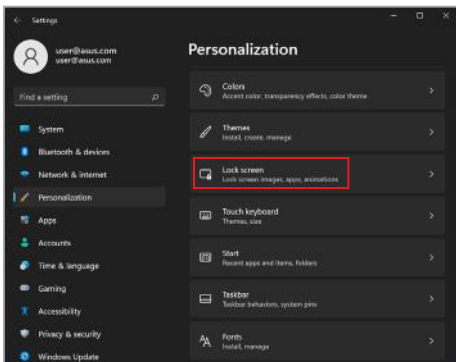 Settings
user@asus.com
user@asus.com
Find a setting
System
Bluetooth & devices
Network & internet
Personalization
Apps
Accounts
Time & language
Gaming
Accessibility
Privacy & security
Windows Update
Personalization
Colors
Accent color, transparency effects, color theme
Themes
Install, create, manage
Lock screen
Lock screen images, apps, animations
Touch keyboard
Themes, size
Start
Recent apps and items, folders
Taskbar
Taskbar behaviors, system pins
Fonts
Install, manage